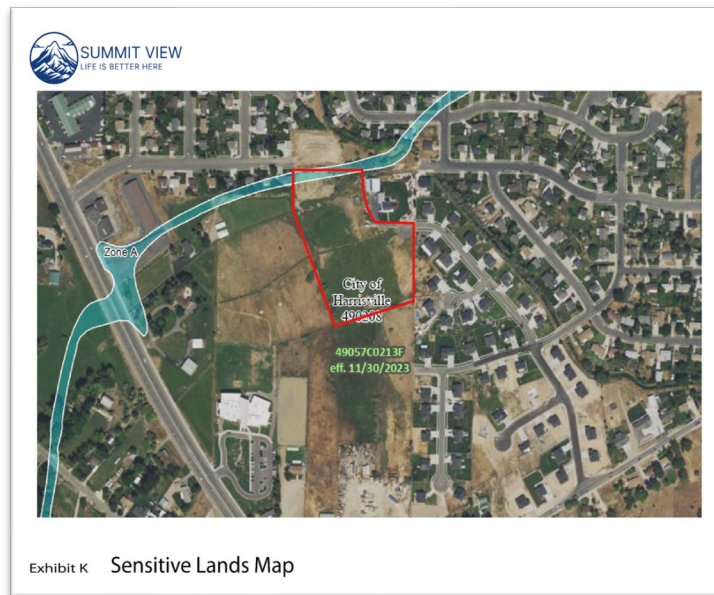 SUMMIT VIEW
LIFE IS BETTER HERE
Zone A
City of
Harrisville
490208
49057C0213F
eff. 11/30/2023
Exhibit K Sensitive Lands Map